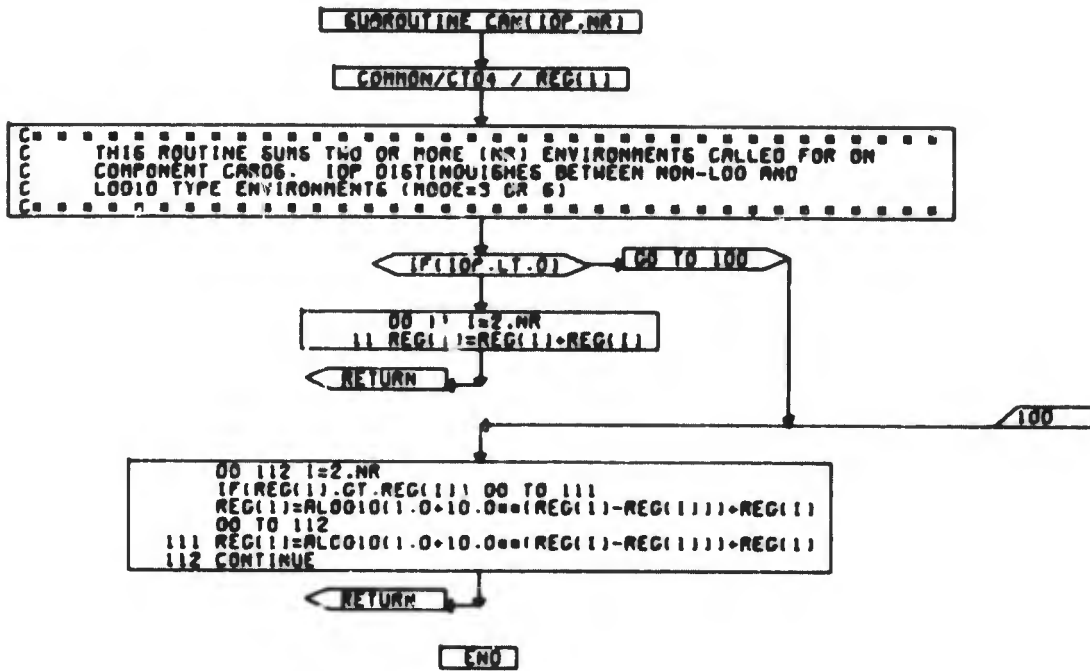 SUBROUTINE CAM(IOP,NR)
COMMON/CT04 / REG(1)
C* * * * * * * * * * * * * * * * * * * * * * * * * * * * * * * * * * *
C THIS ROUTINE SUMS TWO OR MORE (NR) ENVIRONMENTS CALLED FOR ON
C COMPONENT CARDS. IOP DISTINQUISHES BETWEEN NON-LOG AND
C LOG10 TYPE ENVIRONMENTS (MODE=3 OR 6)
C* * * * * * * * * * * * * * * * * * * * * * * * * * * * * * * * * * *
IF(IOP.LT.0)
GO TO 100
DO 11 I=2,NR
11 REG(1)=REG(1)+REG(I)
RETURN
100
DO 112 I=2,NR
IF(REG(1).GT.REG(I)) GO TO 111
REG(1)=ALOG10(1.0+10.0**(REG(1)-REG(I)))+REG(I)
GO TO 112
111 REG(1)=ALOG10(1.0+10.0**(REG(I)-REG(1)))+REG(1)
112 CONTINUE
RETURN
END